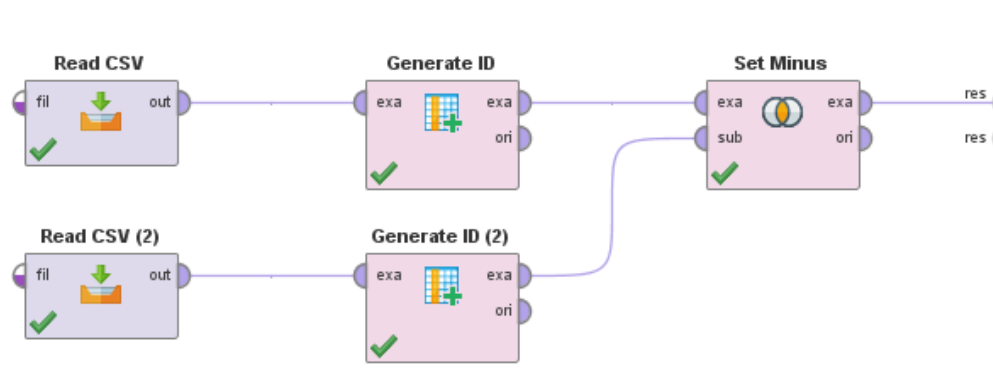 Read CSV
Generate ID
Set Minus
fil
out
exa
exa
exa
exa
res
ori
sub
ori
res
Read CSV (2)
Generate ID (2)
fil
out
exa
exa
ori